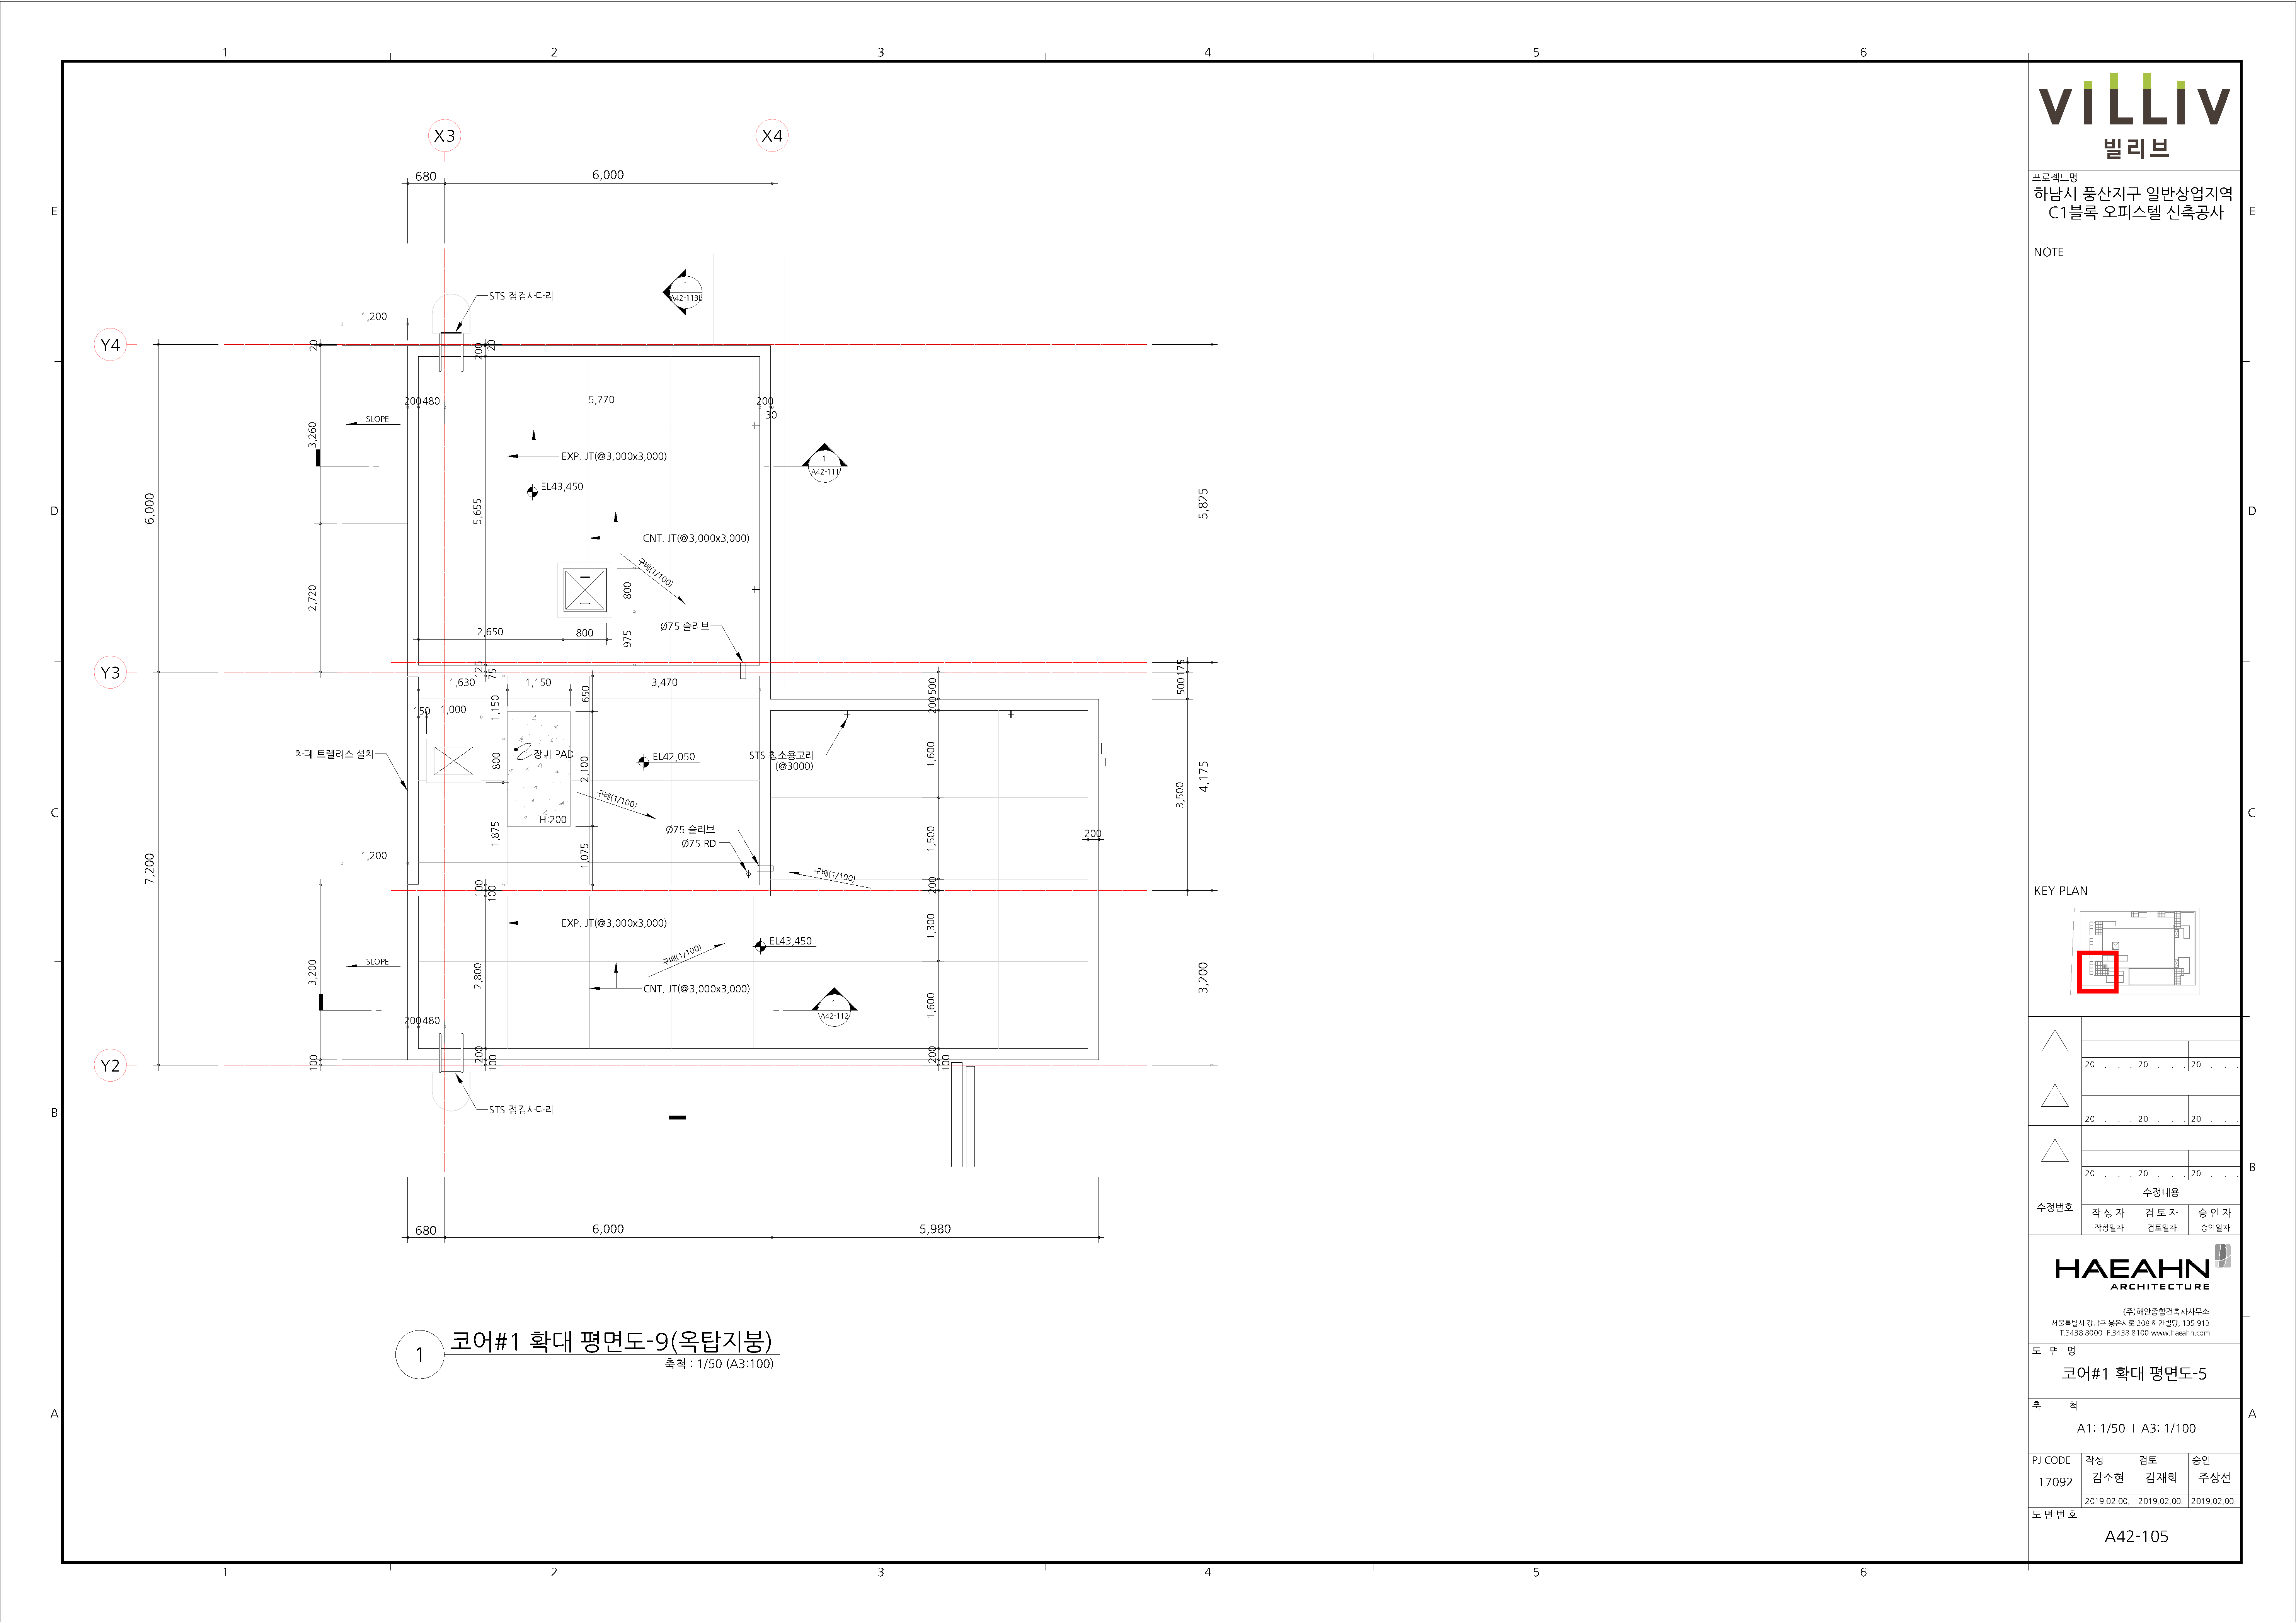 1
2
3
4
5
6
X3
X4
680
6,000
STS 점검사다리
1
A42-113b
1,200
Y4
E
20
200
20
200
480
5,770
200
30
SLOPE
3,260
EXP. JT(@3,000x3,000)
1
A42-111
EL43,450
6,000
5,655
5,825
D
CNT. JT(@3,000x3,000)
구배(1/100)
800
2,720
Ø75 슬리브
2,650
800
975
Y3
125
75
1,630
1,150
3,470
650
500
200
500
175
150
1,000
1,150
차폐 트렐리스 설치
장비 PAD
800
2,100
EL42,050
STS 청소용고리
(@3000)
1,600
4,175
3,500
구배(1/100)
H:200
C
Ø75 슬리브
Ø75 RD
200
1,500
1,875
1,075
1,200
7,200
구배(1/100)
100
100
200
EXP. JT(@3,000x3,000)
1,300
EL43,450
구배(1/100)
SLOPE
3,200
2,800
CNT. JT(@3,000x3,000)
3,200
1
A42-112
1,600
200
480
Y2
100
200
100
200
100
STS 점검사다리
B
680
6,000
5,980
1
코어#1 확대 평면도-9(옥탑지붕)
축척 : 1/50 (A3:100)
A
1
2
3
4
5
6
VILLIV
빌리브
프로젝트명
하남시 풍산지구 일반상업지역
C1블록 오피스텔 신축공사
E
NOTE
D
C
KEY PLAN
20 . . .
20 . . .
20 . . .
20 . . .
20 . . .
20 . . .
B
20 . . .
20 . . .
20 . . .
수정번호
수정내용
작 성 자
검 토 자
승 인 자
작성일자
검토일자
승인일자
HAEAHN
ARCHITECTURE
(주)해안종합건축사사무소
서울특별시 강남구 봉은사로 208 해안빌딩, 135-913
T.3438 8000 F.3438 8100 www.haeahn.com
도 면 명
코어#1 확대 평면도-5
축 척
A
A1: 1/50 I A3: 1/100
PJ CODE
작성
검토
승인
17092
김소현
김재희
주상선
2019.02.00.
2019.02.00.
2019.02.00.
도 면 번 호
A42-105